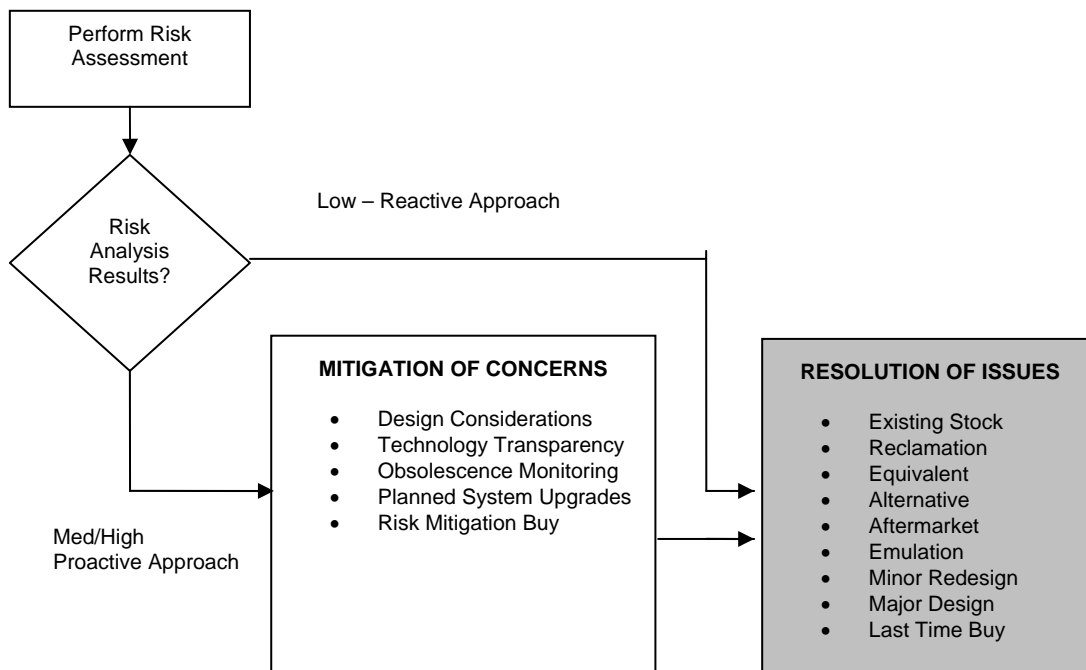 Perform Risk
Assessment
Risk
Analysis
Results?
Low – Reactive Approach
Med/High
Proactive Approach
MITIGATION OF CONCERNS
• Design Considerations
• Technology Transparency
• Obsolescence Monitoring
• Planned System Upgrades
• Risk Mitigation Buy
RESOLUTION OF ISSUES
• Existing Stock
• Reclamation
• Equivalent
• Alternative
• Aftermarket
• Emulation
• Minor Redesign
• Major Design
• Last Time Buy